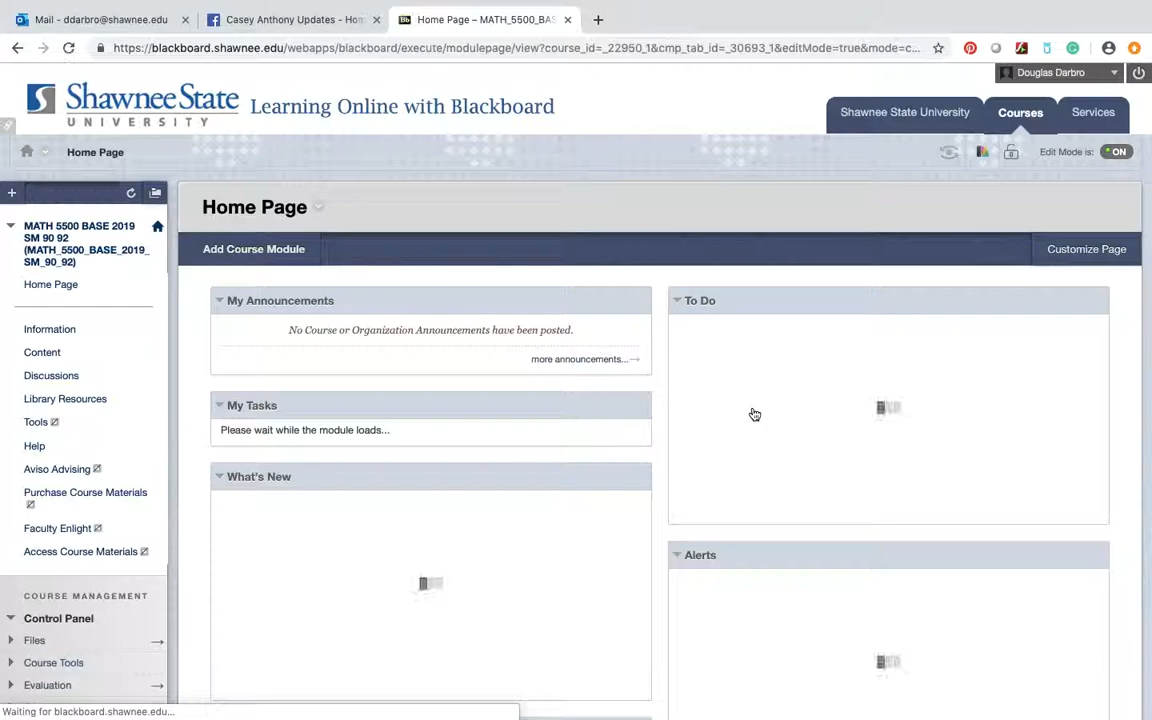 Mail - ddarbro@shawnee.edu
Casey Anthony Updates - Hom
Bb Home Page – MATH_5500_BAS
https://blackboard.shawnee.edu/webapps/blackboard/execute/modulepage/view?course_id=_22950_1&cmp_tab_id=_30693_1&editMode=true&mode=c...
Douglas Darbro
Shawnee State
UNIVERSITY
Learning Online with Blackboard
Shawnee State University
Courses
Services
Home Page
Edit Mode is: ON
MATH 5500 BASE 2019
SM 90 92
(MATH_5500_BASE_2019_
SM_90_92)
Home Page
Information
Content
Discussions
Library Resources
Tools
Help
Aviso Advising
Purchase Course Materials
Faculty Enlight
Access Course Materials
COURSE MANAGEMENT
Control Panel
Files
Course Tools
Evaluation
Home Page
Add Course Module
Customize Page
My Announcements
No Course or Organization Announcements have been posted.
more announcements...
My Tasks
Please wait while the module loads...
What's New
To Do
Alerts
Waiting for blackboard.shawnee.edu...